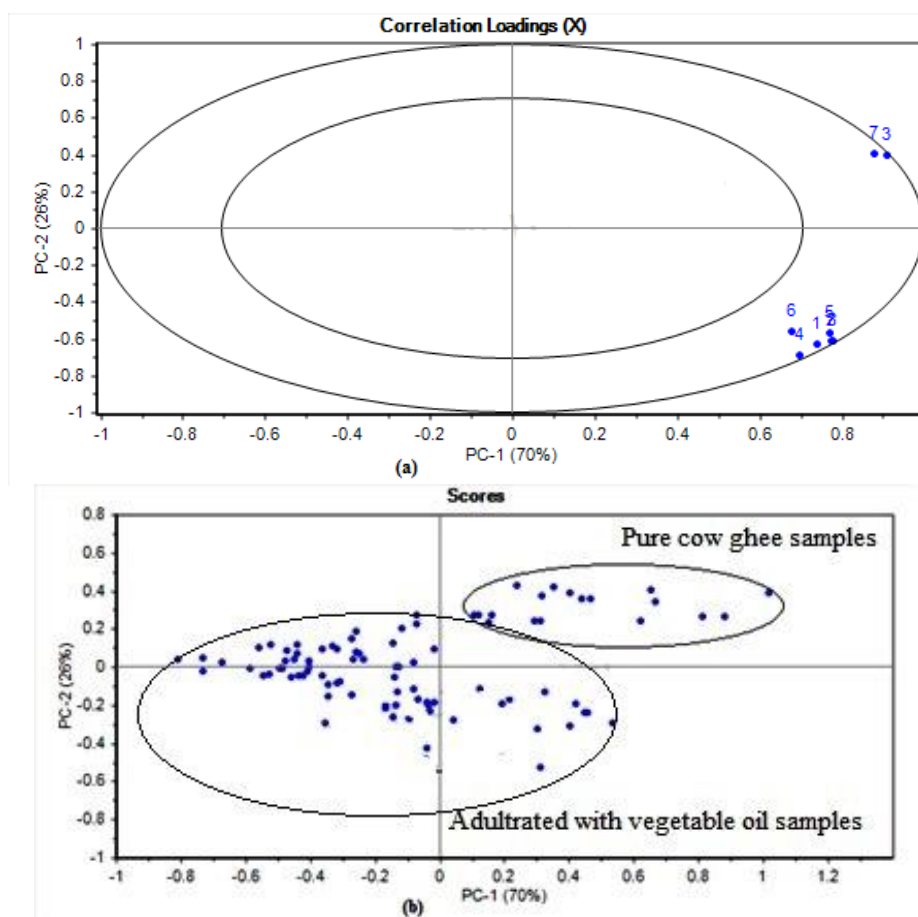 Correlation Loadings (X)
1
0.8
0.6
0.4
0.2
0
-0.2
-0.4
-0.6
-0.8
-1
PC-2 (26%)
7 3
6
5
1
4
-1 -0.8 -0.6 -0.4 -0.2 0 0.2 0.4 0.6 0.8
PC-1 (70%)
(a)
Scores
0.8
0.6
0.4
0.2
0
-0.2
-0.4
-0.6
-0.8
-1
PC-2 (26%)
Pure cow ghee samples
Adultrated with vegetable oil samples
-1 -0.8 -0.6 -0.4 -0.2 0 0.2 0.4 0.6 0.8 1 1.2
PC-1 (70%)
(b)